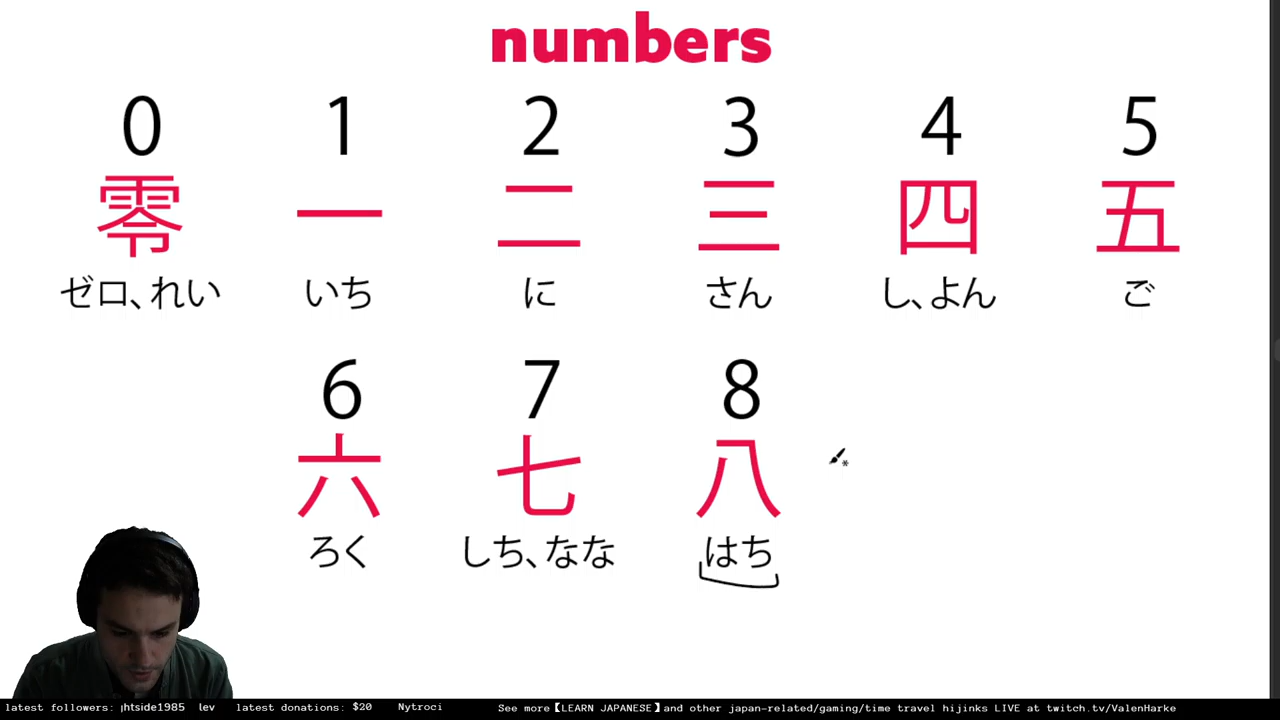 numbers
0 1 2 3 4 5
零 一 二 三 四 五
ゼロ、れい いち に さん し、よん ご
6 7 8
六 七 八
ろく しち、なな はち
latest followers: htside1985 lev latest donations: $20 Nytroci See more【LEARN JAPANESE】and other japan-related/gaming/time travel hijinks LIVE at twitch.tv/ValenHarke